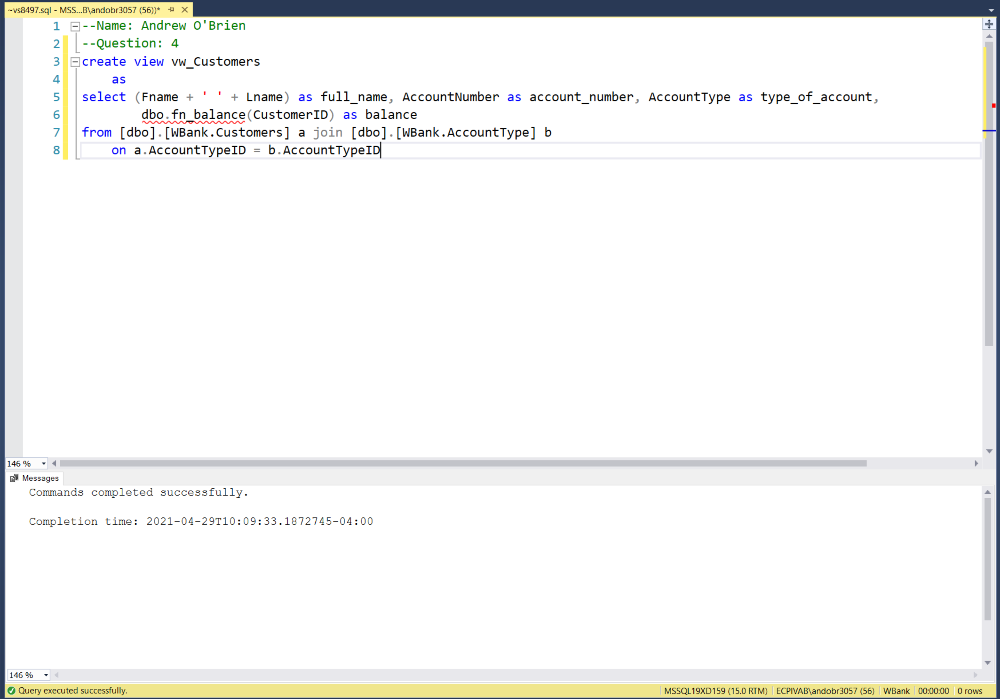 ~vs8497.sql - MSS...B\andobr3057 (56))*
1 --Name: Andrew O'Brien
2 --Question: 4
3 create view vw_Customers
4 as
5 select (Fname + ' ' + Lname) as full_name, AccountNumber as account_number, AccountType as type_of_account,
6 dbo.fn_balance(CustomerID) as balance
7 from [dbo].[WBank.Customers] a join [dbo].[WBank.AccountType] b
8 on a.AccountTypeID = b.AccountTypeID
146 %
Messages
Commands completed successfully.
Completion time: 2021-04-29T10:09:33.1872745-04:00
146 %
Query executed successfully. MSSQL19XD159 (15.0 RTM) ECPIVAB\andobr3057 (56) WBank 00:00:00 0 rows